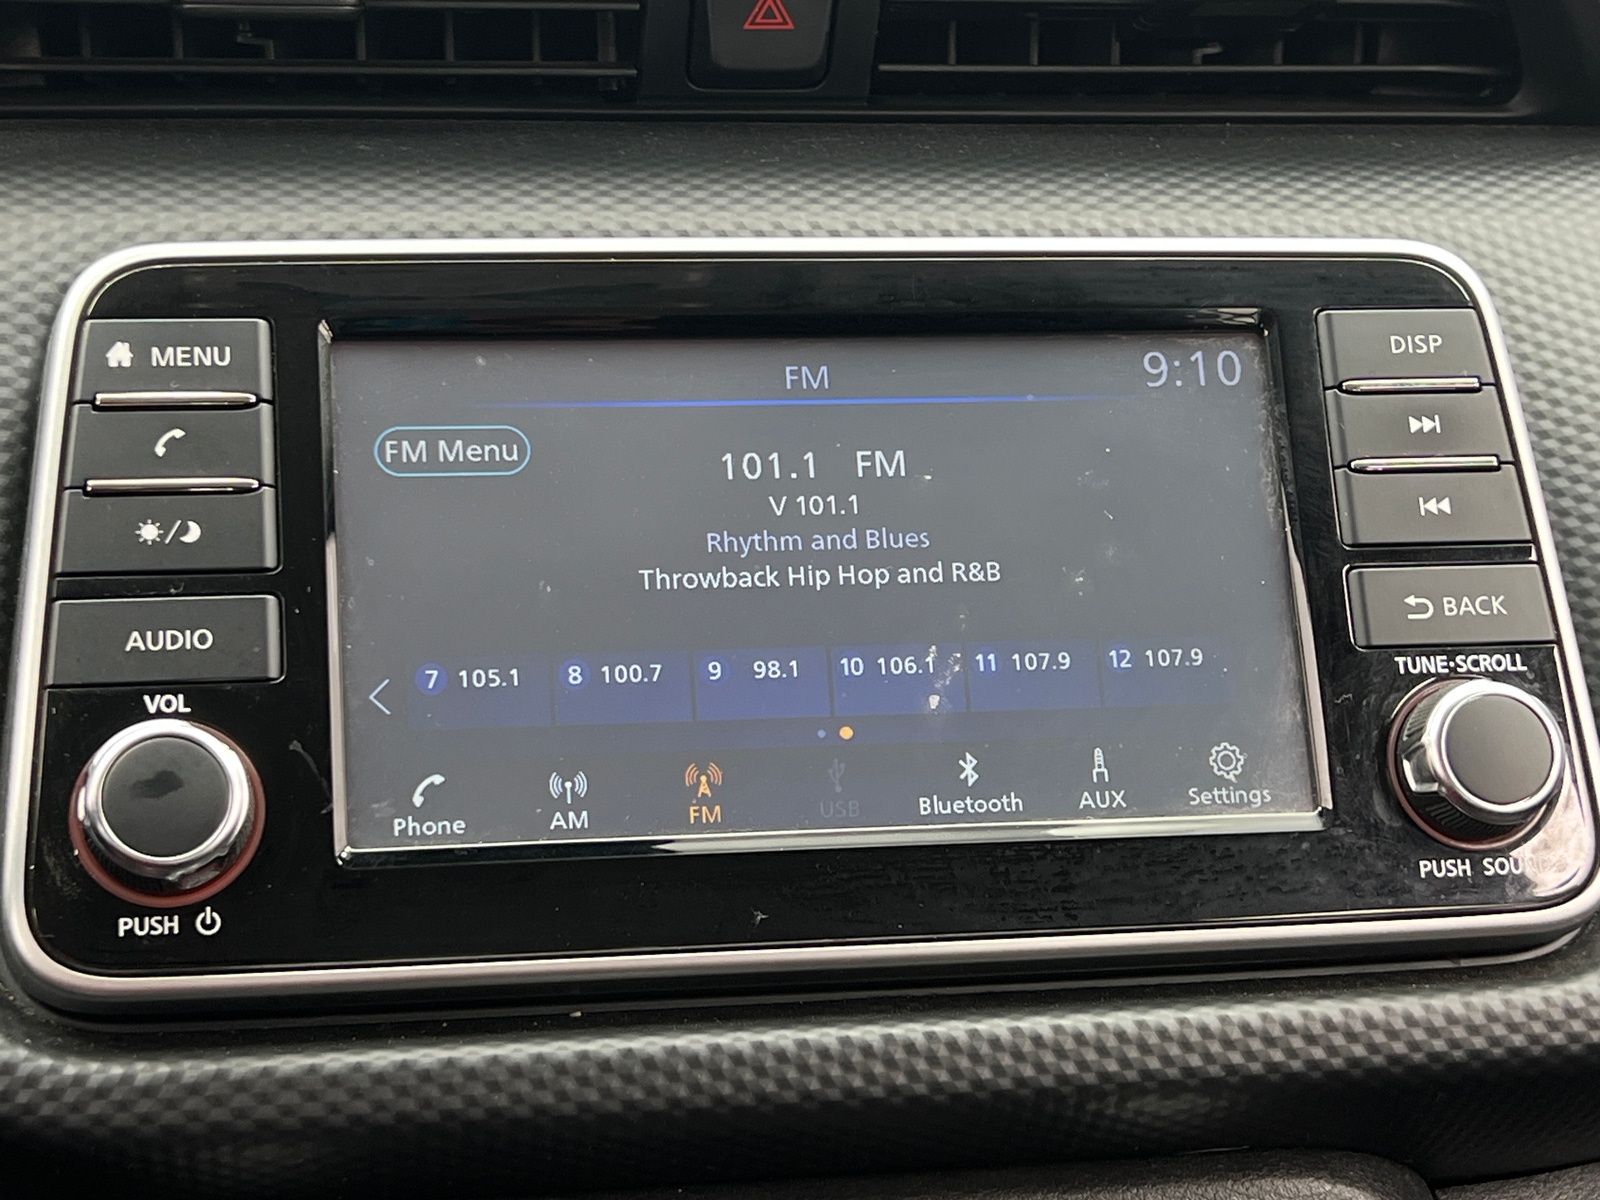 MENU
DISP
FM
9:10
FM Menu
101.1 FM
V 101.1
Rhythm and Blues
Throwback Hip Hop and R&B
AUDIO
BACK
7 105.1
8 100.7
9 98.1
10 106.1
11 107.9
12 107.9
VOL
TUNE·SCROLL
Phone
AM
FM
USB
Bluetooth
AUX
Settings
PUSH
PUSH